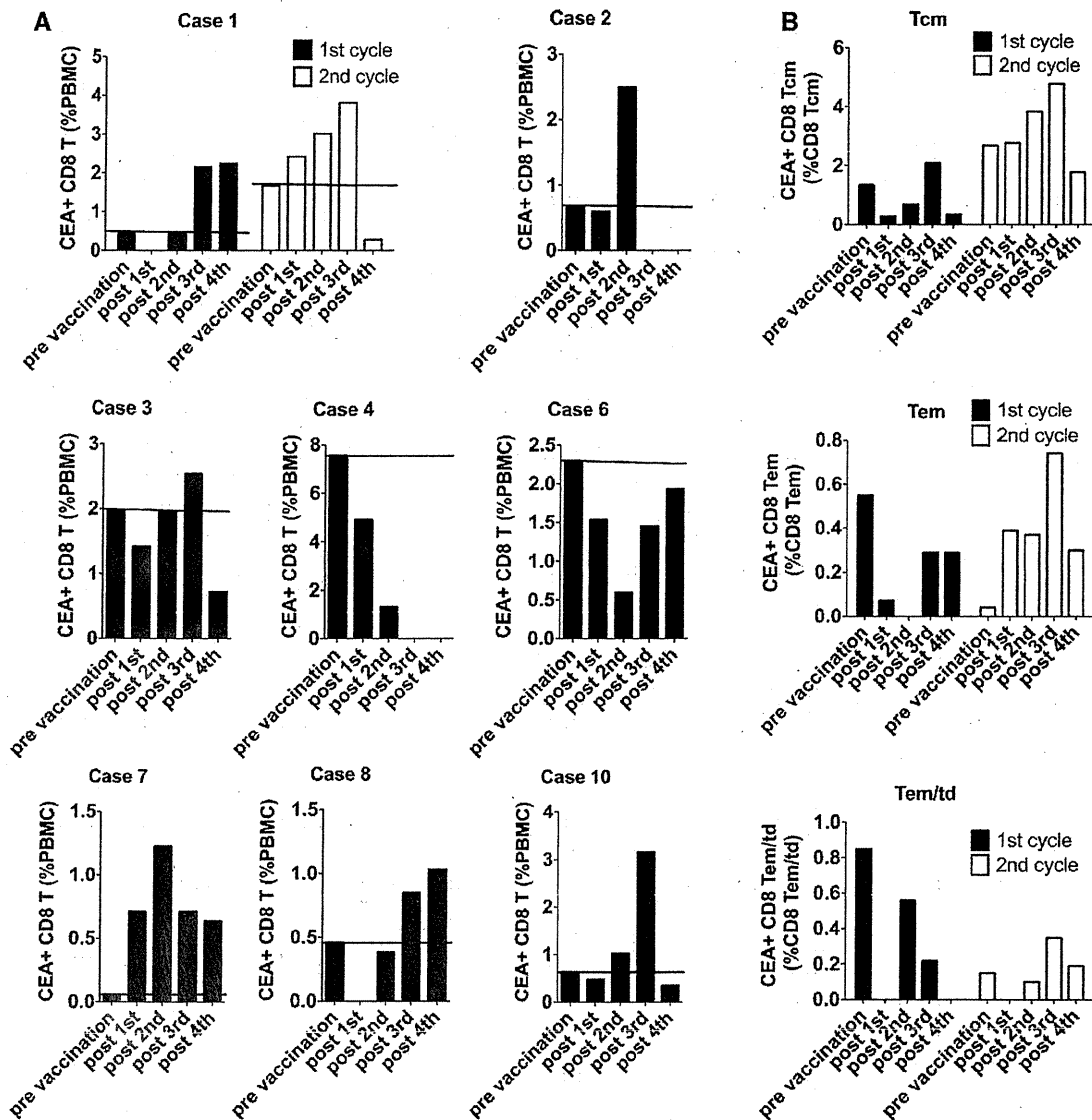 A
Case 1
1st cycle
2nd cycle
CEA+ CD8 T (%PBMC)
5
4
3
2
1
0
pre vaccination
post 1st
post 2nd
post 3rd
post 4th
pre vaccination
post 1st
post 2nd
post 3rd
post 4th
Case 2
CEA+ CD8 T (%PBMC)
3
2
1
0
pre vaccination
post 1st
post 2nd
post 3rd
post 4th
B
Tcm
1st cycle
2nd cycle
CEA+ CD8 Tcm
(%CD8 Tcm)
6
4
2
0
pre vaccination
post 1st
post 2nd
post 3rd
post 4th
pre vaccination
post 1st
post 2nd
post 3rd
post 4th
Case 3
CEA+ CD8 T (%PBMC)
3
2
1
0
pre vaccination
post 1st
post 2nd
post 3rd
post 4th
Case 4
CEA+ CD8 T (%PBMC)
8
6
4
2
0
pre vaccination
post 1st
post 2nd
post 3rd
post 4th
Case 6
CEA+ CD8 T (%PBMC)
2.5
2.0
1.5
1.0
0.5
0.0
pre vaccination
post 1st
post 2nd
post 3rd
post 4th
Tem
1st cycle
2nd cycle
CEA+ CD8 Tem
(%CD8 Tem)
0.8
0.6
0.4
0.2
0.0
pre vaccination
post 1st
post 2nd
post 3rd
post 4th
pre vaccination
post 1st
post 2nd
post 3rd
post 4th
Case 7
CEA+ CD8 T (%PBMC)
1.5
1.0
0.5
0.0
pre vaccination
post 1st
post 2nd
post 3rd
post 4th
Case 8
CEA+ CD8 T (%PBMC)
1.5
1.0
0.5
0.0
pre vaccination
post 1st
post 2nd
post 3rd
post 4th
Case 10
CEA+ CD8 T (%PBMC)
4
3
2
1
0
pre vaccination
post 1st
post 2nd
post 3rd
post 4th
Tem/td
1st cycle
2nd cycle
CEA+ CD8 Tem/td
(%CD8 Tem/td)
1.0
0.8
0.6
0.4
0.2
0.0
pre vaccination
post 1st
post 2nd
post 3rd
post 4th
pre vaccination
post 1st
post 2nd
post 3rd
post 4th